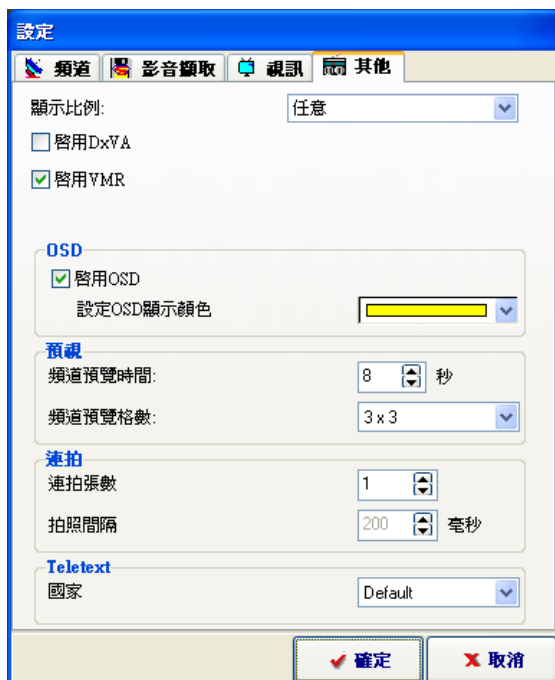 設定
頻道 影音擷取 視訊 其他
顯示比例: 任意
啓用DxVA
啓用VMR
OSD
啓用OSD
設定OSD顯示顏色
預視
頻道預覽時間: 8 秒
頻道預覽格數: 3 x 3
連拍
連拍張數 1
拍照間隔 200 毫秒
Teletext
國家 Default
確定 取消